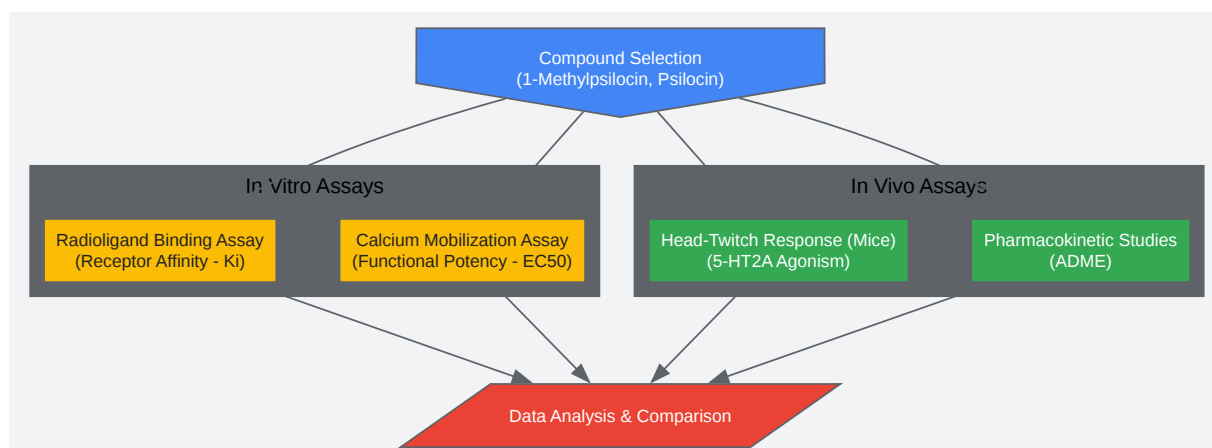 Compound Selection
(1-Methylpsilocin, Psilocin)
In Vitro Assays
In Vivo Assays
Radioligand Binding Assay
(Receptor Affinity - Ki)
Calcium Mobilization Assay
(Functional Potency - EC50)
Head-Twitch Response (Mice)
(5-HT2A Agonism)
Pharmacokinetic Studies
(ADME)
Data Analysis & Comparison